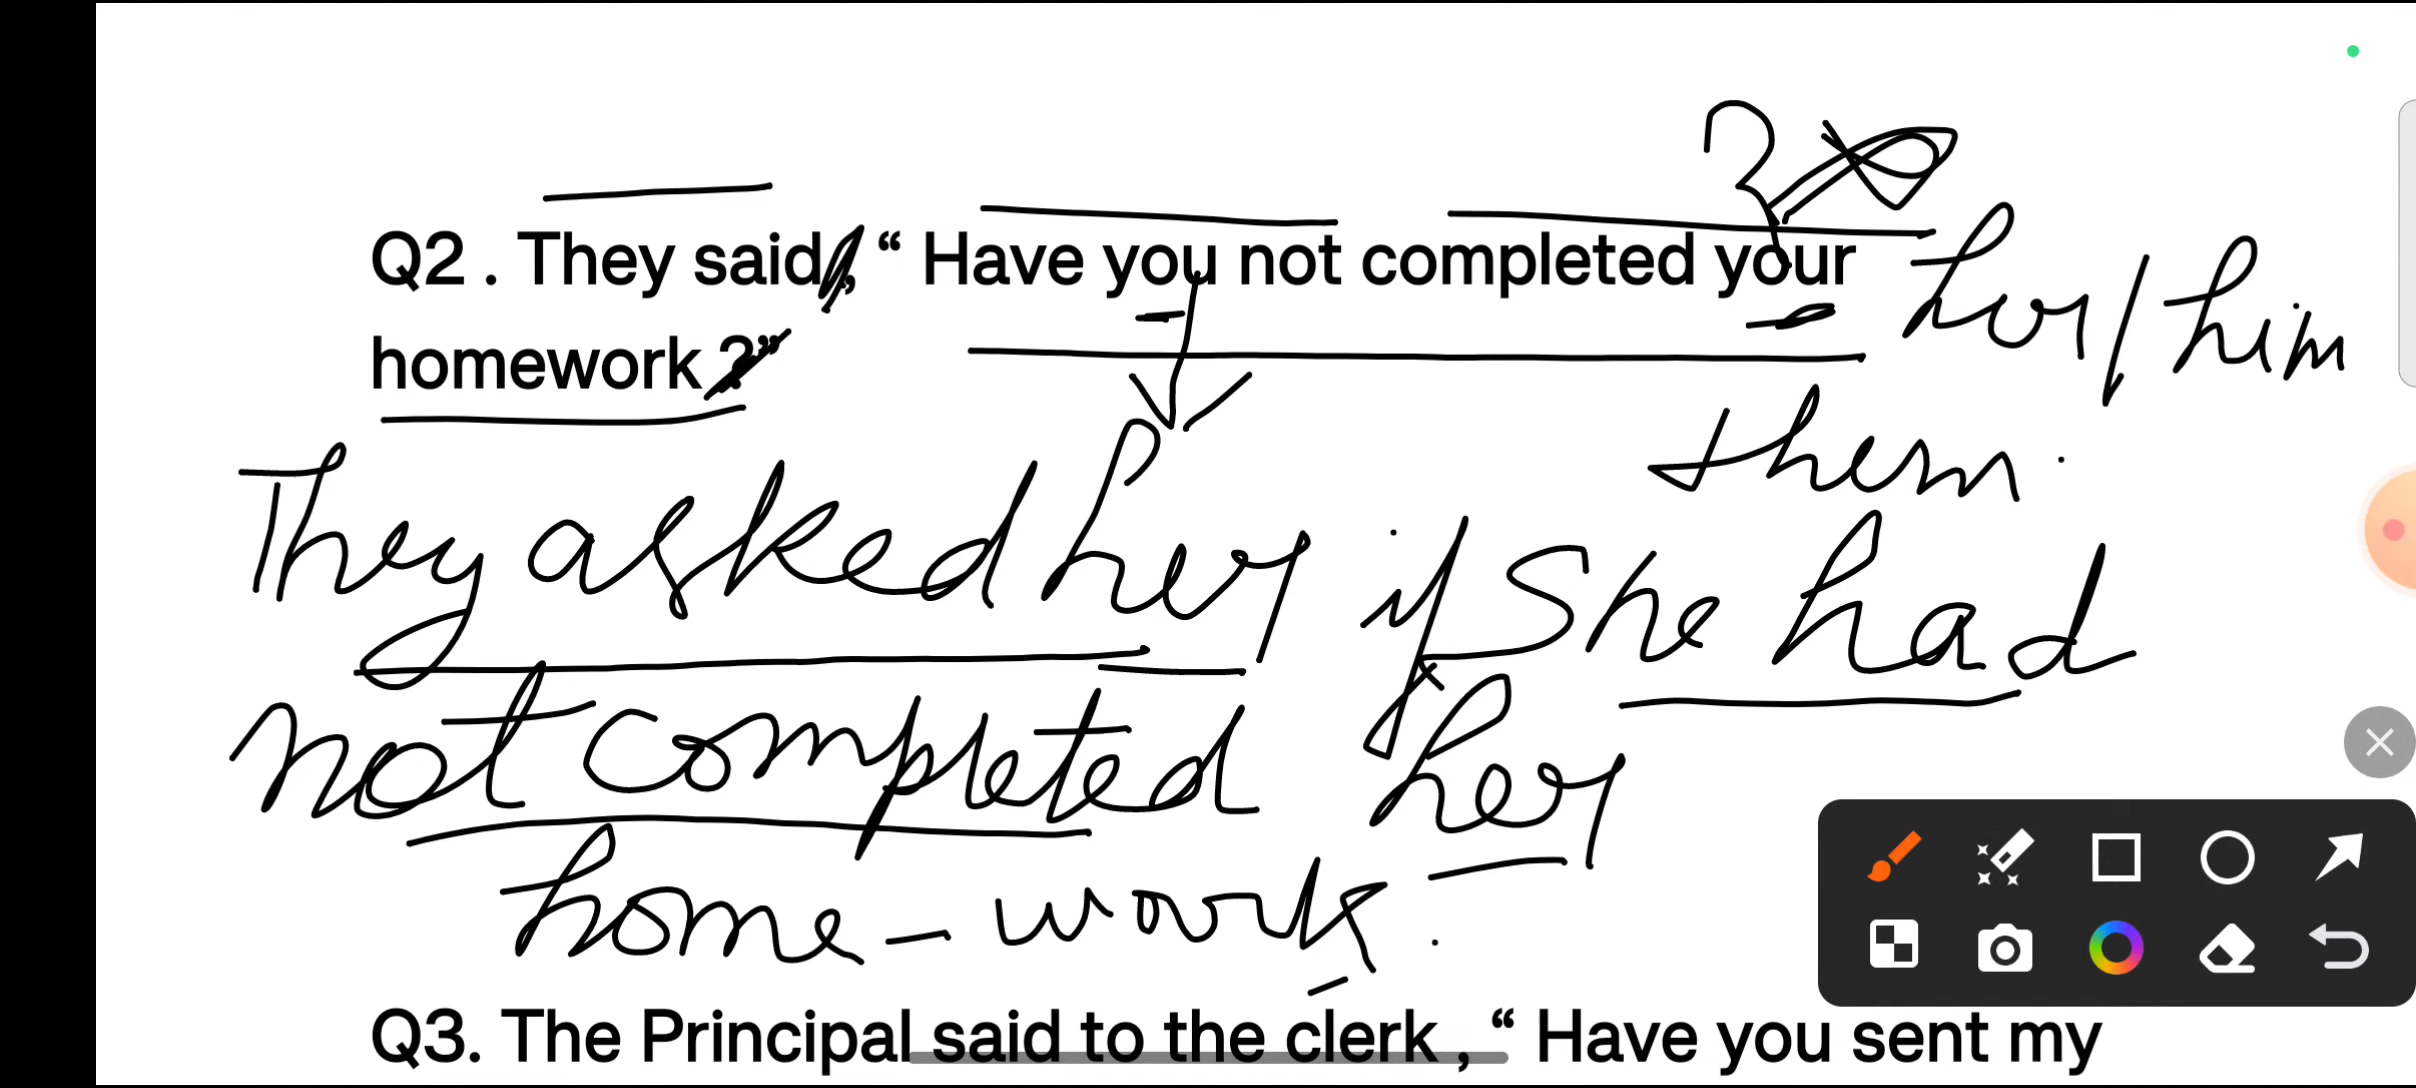 Q2 . They said, “ Have you not completed your
her/him
homework ?”
them.
They asked her if She had
not completed her
home-work.
Q3. The Principal said to the clerk , “ Have you sent my